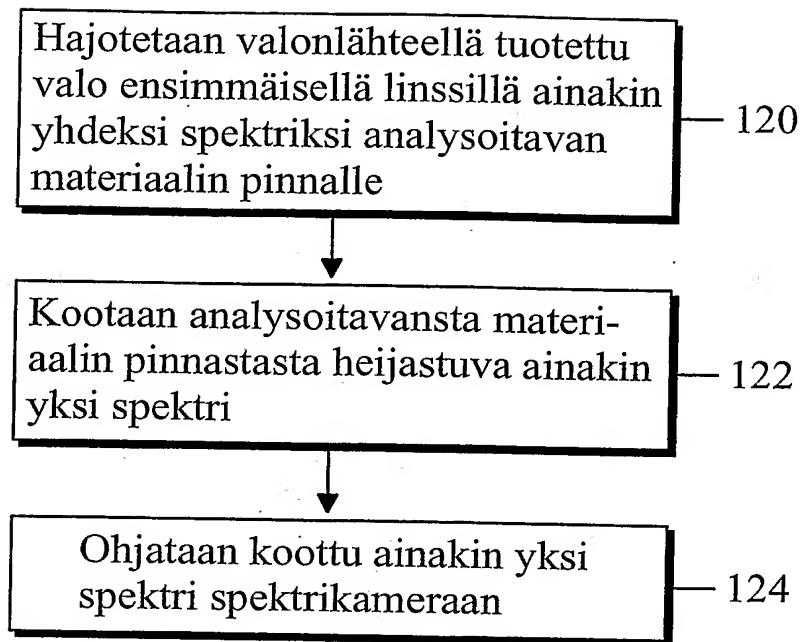 Hajotetaan valonlähteellä tuotettu
valo ensimmäisellä linssillä ainakin
yhdeksi spektriksi analysoitavan
materiaalin pinnalle
120
Kootaan analysoitavansta materi-
aalin pinnastasta heijastuva ainakin
yksi spektri
122
Ohjataan koottu ainakin yksi
spektri spektrikameraan
124